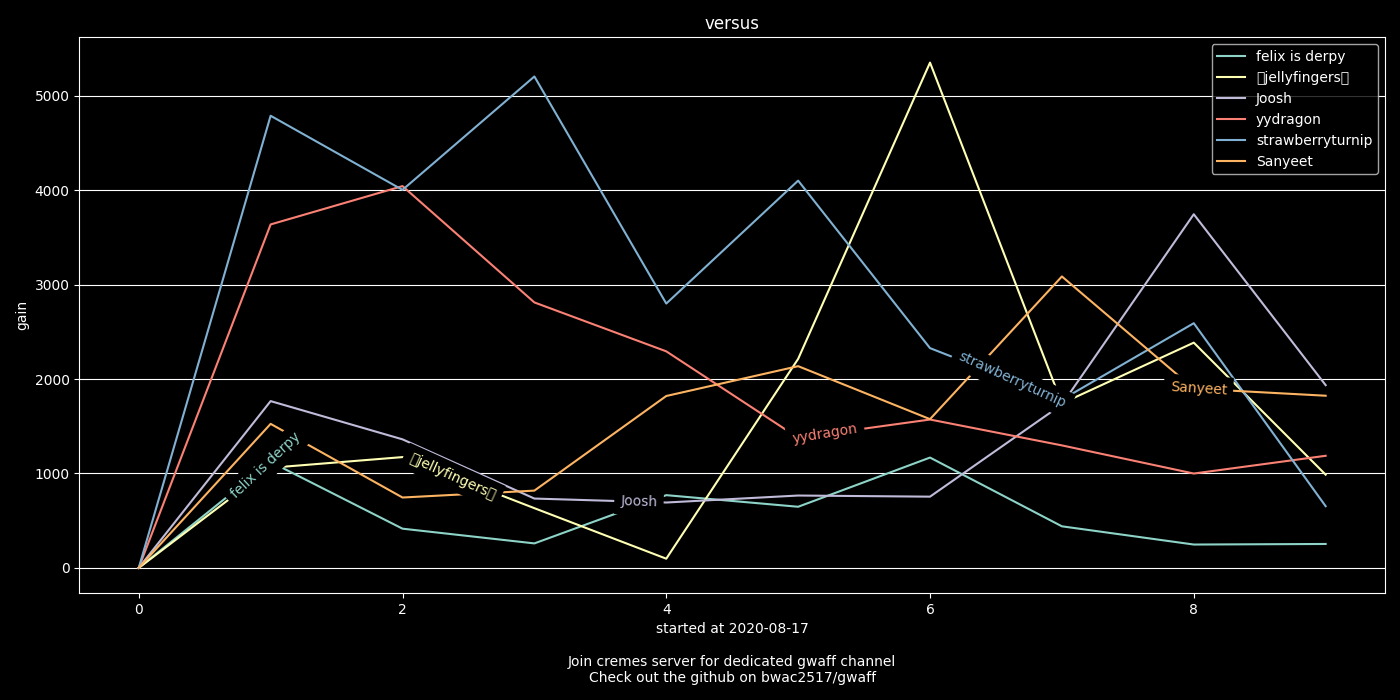 versus
felix is derpy
jellyfingers
Joosh
yydragon
strawberryturnip
Sanyeet
5000
4000
3000
2000
1000
0
gain
strawberryturnip
Sanyeet
yydragon
felix is derpy
jellyfingers
Joosh
0 2 4 6 8
started at 2020-08-17
Join cremes server for dedicated gwaff channel
Check out the github on bwac2517/gwaff